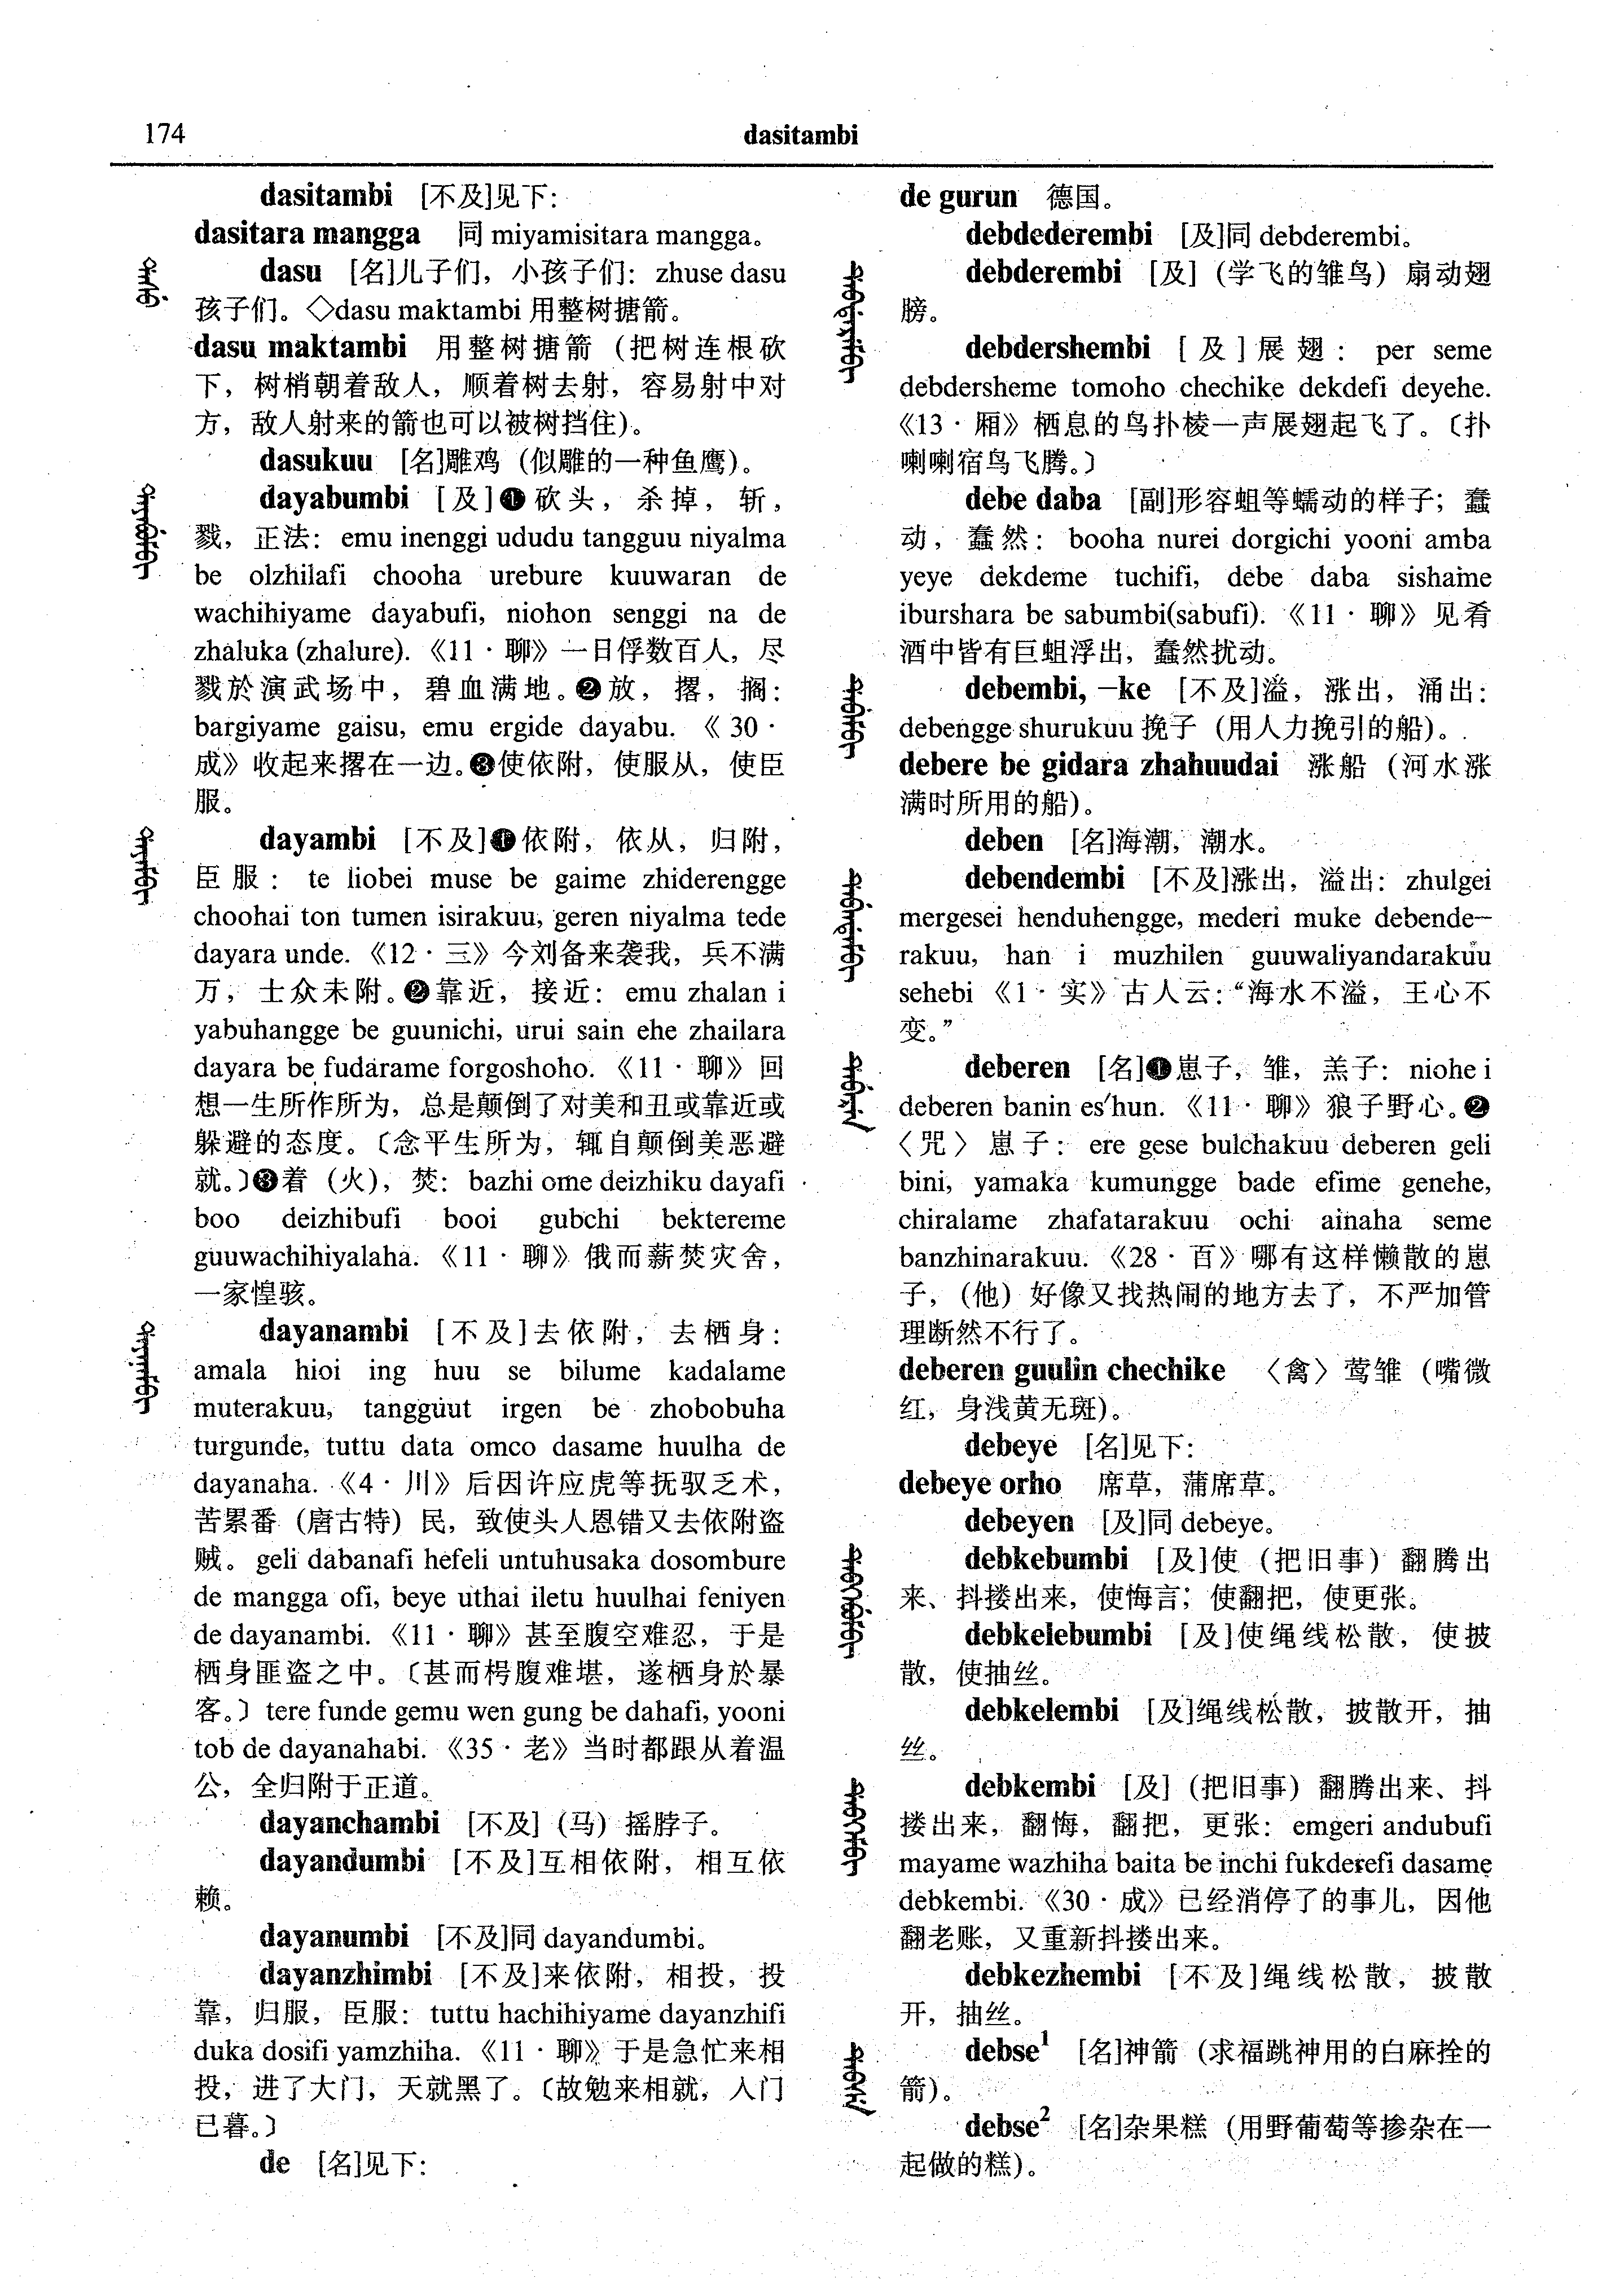 174
dasitambi
dasitambi [不及]见下：
dasitara mangga 同 miyamisitara mangga。
dasu [名]儿子们，小孩子们：zhuse dasu
孩子们。◇dasu maktambi 用整树搪箭。
dasu maktambi 用整树搪箭（把树连根砍
下，树梢朝着敌人，顺着树去射，容易射中对
方，敌人射来的箭也可以被树挡住）。
dasukuu [名]雕鸡（似雕的一种鱼鹰）。
dayabumbi [及]❶砍头，杀掉，斩，
戮，正法：emu inenggi ududu tangguu niyalma
be olzhilafi chooha urebure kuuwaran de
wachihiyame dayabufi, niohon senggi na de
zhaluka (zhalure). 《11·聊》一日俘数百人，尽
戮於演武场中，碧血满地。❷放，撂，搁：
bargiyame gaisu, emu ergide dayabu. 《30·
成》收起来撂在一边。❸使依附，使服从，使臣
服。
dayambi [不及]❶依附，依从，归附，
臣服：te liobei muse be gaime zhiderengge
choohai ton tumen isirakuu, geren niyalma tede
dayara unde. 《12·三》今刘备来袭我，兵不满
万，士众未附。❷靠近，接近：emu zhalan i
yabuhangge be guunichi, urui sain ehe zhailara
dayara be fudarame forgoshoho. 《11·聊》回
想一生所作所为，总是颠倒了对美和丑或靠近或
躲避的态度。〔念平生所为，辄自颠倒美恶避
就。〕❸着（火），焚：bazhi ome deizhiku dayafi
boo deizhibufi booi gubchi bektereme
guuwachihiyalaha. 《11·聊》俄而薪焚灾舍，
一家惶骇。
dayanambi [不及]去依附，去栖身：
amala hioi ing huu se bilume kadalame
muterakuu, tangguut irgen be zhobobuha
turgunde, tuttu data omco dasame huulha de
dayanaha. 《4·川》后因许应虎等抚驭乏术，
苦累番（唐古特）民，致使头人恩错又去依附盗
贼。geli dabanafi hefeli untuhusaka dosombure
de mangga ofi, beye uthai iletu huulhai feniyen
de dayanambi. 《11·聊》甚至腹空难忍，于是
栖身匪盗之中。〔甚而枵腹难堪，遂栖身於暴
客。〕tere funde gemu wen gung be dahafi, yooni
tob de dayanahabi. 《35·老》当时都跟从着温
公，全归附于正道。
dayanchambi [不及]（马）摇脖子。
dayandumbi [不及]互相依附，相互依
赖。
dayanumbi [不及]同 dayandumbi。
dayanzhimbi [不及]来依附，相投，投
靠，归服，臣服：tuttu hachihiyame dayanzhifi
duka dosifi yamzhiha. 《11·聊》于是急忙来相
投，进了大门，天就黑了。〔故勉来相就，入门
已暮。〕
de [名]见下：
de gurun 德国。
debdederembi [及]同 debderembi。
debderembi [及]（学飞的雏鸟）扇动翅
膀。
debdershembi [及]展翅：per seme
debdersheme tomoho chechike dekdefi deyehe.
《13·厢》栖息的鸟扑棱一声展翅起飞了。〔扑
喇喇宿鸟飞腾。〕
debe daba [副]形容蛆等蠕动的样子；蠢
动，蠢然：booha nurei dorgichi yooni amba
yeye dekdeme tuchifi, debe daba sishame
iburshara be sabumbi(sabufi). 《11·聊》见肴
酒中皆有巨蛆浮出，蠢然扰动。
debembi, -ke [不及]溢，涨出，涌出：
debengge shurukuu 挽子（用人力挽引的船）。
debere be gidara zhahuudai 涨船（河水涨
满时所用的船）。
deben [名]海潮，潮水。
debendembi [不及]涨出，溢出：zhulgei
mergesei henduhengge, mederi muke debende-
rakuu, han i muzhilen guuwaliyandarakuu
sehebi 《1·实》古人云：“海水不溢，王心不
变。”
deberen [名]❶崽子，雏，羔子：niohe i
deberen banin es'hun. 《11·聊》狼子野心。❷
〈咒〉崽子：ere gese bulchakuu deberen geli
bini, yamaka kumungge bade efime genehe,
chiralame zhafatarakuu ochi ainaha seme
banzhinarakuu. 《28·百》哪有这样懒散的崽
子，（他）好像又找热闹的地方去了，不严加管
理断然不行了。
deberen guulin chechike 〈禽〉莺雏（嘴微
红，身浅黄无斑）。
debeye [名]见下：
debeye orho 席草，蒲席草。
debeyen [及]同 debeye。
debkebumbi [及]使（把旧事）翻腾出
来、抖搂出来，使悔言；使翻把，使更张。
debkelebumbi [及]使绳线松散，使披
散，使抽丝。
debkelembi [及]绳线松散，披散开，抽
丝。
debkembi [及]（把旧事）翻腾出来、抖
搂出来，翻悔，翻把，更张：emgeri andubufi
mayame wazhiha baita be inchi fukderefi dasame
debkembi. 《30·成》已经消停了的事儿，因他
翻老账，又重新抖搂出来。
debkezhembi [不及]绳线松散，披散
开，抽丝。
debse¹ [名]神箭（求福跳神用的白麻拴的
箭）。
debse² [名]杂果糕（用野葡萄等掺杂在一
起做的糕）。